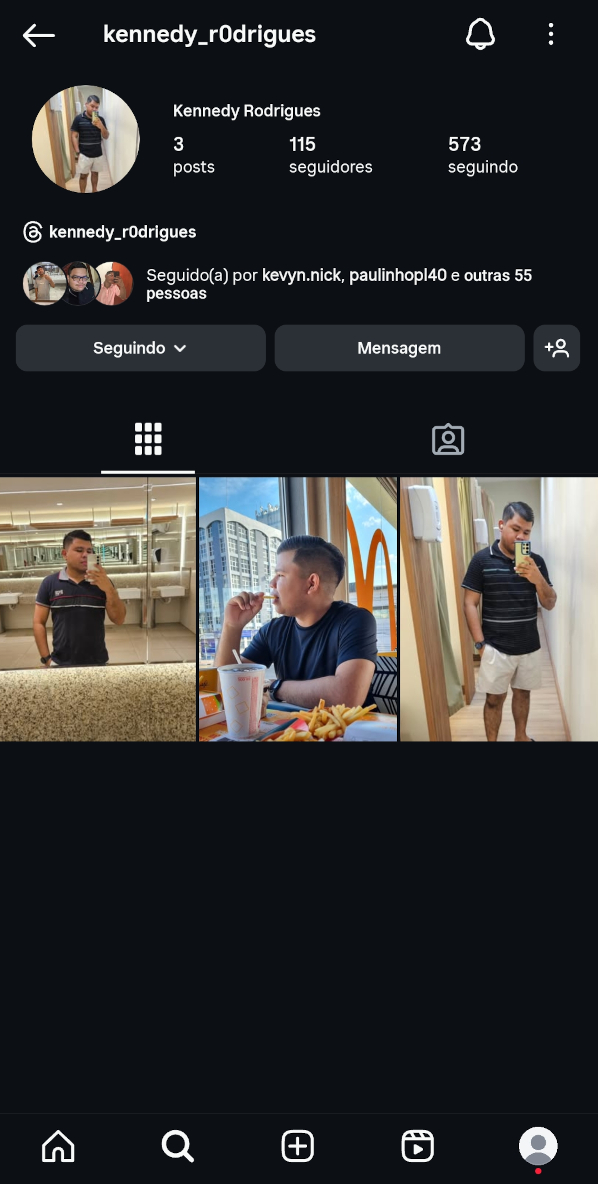 kennedy_r0drigues
Kennedy Rodrigues
3 115 573
posts seguidores seguindo
kennedy_r0drigues
Seguido(a) por kevyn.nick, paulinhopl40 e outras 55
pessoas
Seguindo Mensagem